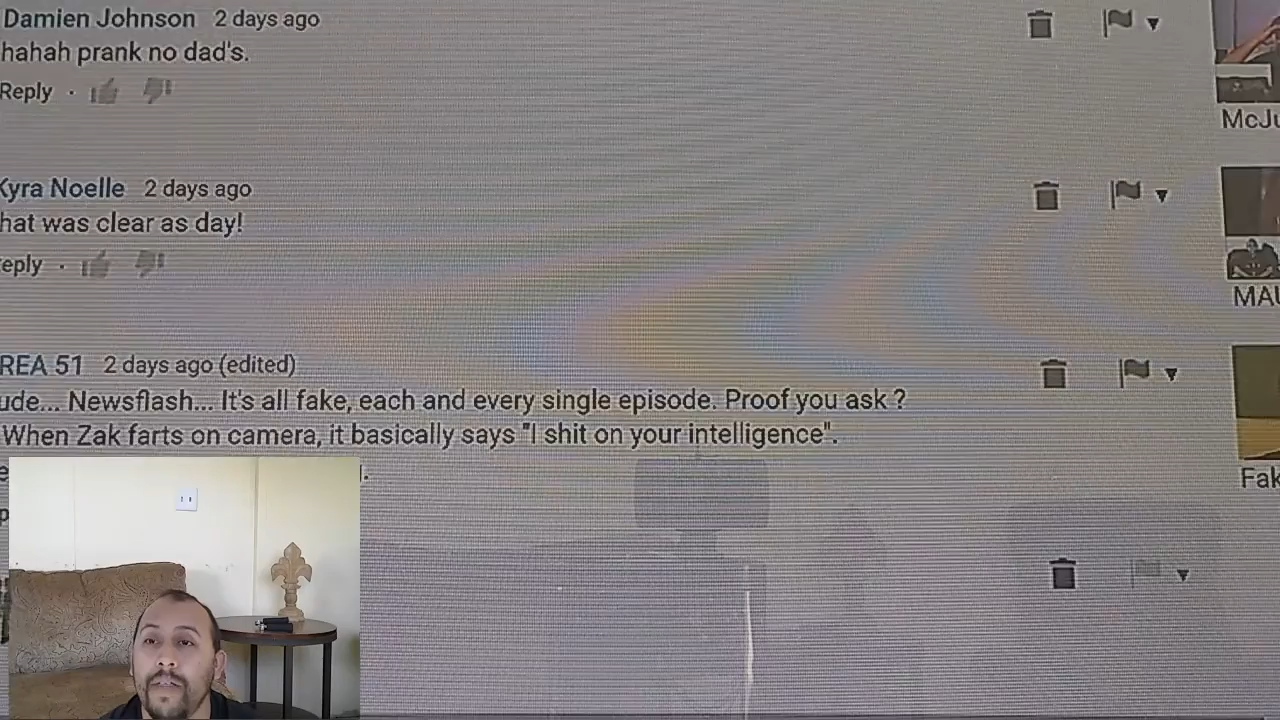 Damien Johnson 2 days ago
hahah prank no dad's.
Reply ·
McJu
Kyra Noelle 2 days ago
hat was clear as day!
eply ·
MAU
REA 51 2 days ago (edited)
ude... Newsflash... It's all fake, each and every single episode. Proof you ask ?
When Zak farts on camera, it basically says "I shit on your intelligence".
Fak